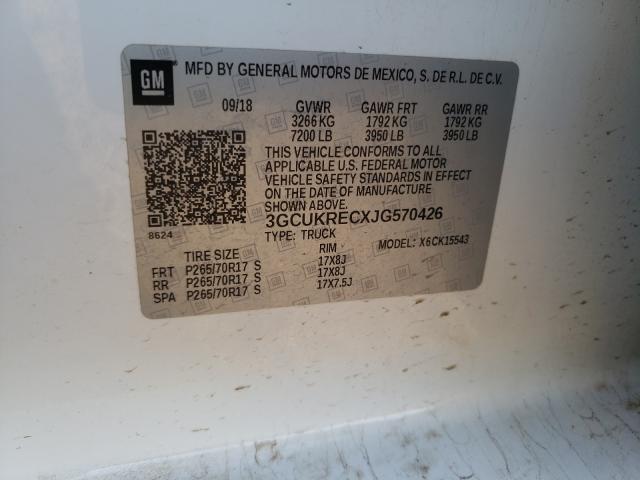 GM
MFD BY GENERAL MOTORS DE MEXICO, S. DE R.L. DE C.V.
09/18 GVWR GAWR FRT GAWR RR
3266 KG 1792 KG 1792 KG
7200 LB 3950 LB 3950 LB
THIS VEHICLE CONFORMS TO ALL
APPLICABLE U.S. FEDERAL MOTOR
VEHICLE SAFETY STANDARDS IN EFFECT
ON THE DATE OF MANUFACTURE
SHOWN ABOVE.
3GCUKRECXJG570426
8624
TYPE: TRUCK MODEL: X6CK15543
TIRE SIZE RIM
FRT P265/70R17 S 17X8J
RR P265/70R17 S 17X8J
SPA P265/70R17 S 17X7.5J